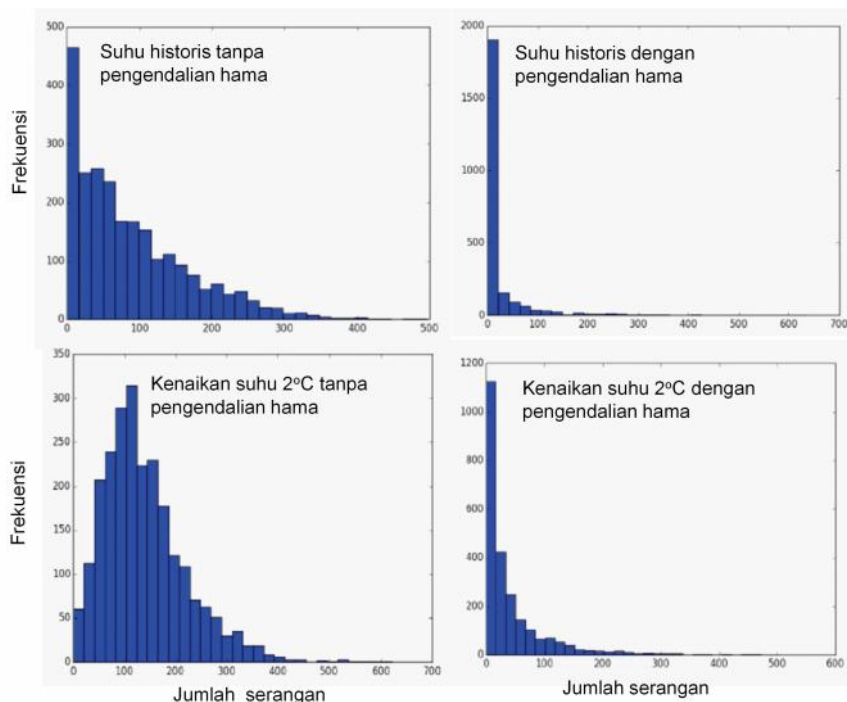 Suhu historis tanpa
pengendalian hama
Frekuensi
500
400
300
200
100
0
0 100 200 300 400 500
Suhu historis dengan
pengendalian hama
2000
1500
1000
500
0
0 100 200 300 400 500 600 700
Kenaikan suhu 2°C tanpa
pengendalian hama
Frekuensi
350
300
250
200
150
100
50
0
0 100 200 300 400 500 600 700
Jumlah serangan
Kenaikan suhu 2°C dengan
pengendalian hama
1200
1000
800
600
400
200
0
0 100 200 300 400 500 600
Jumlah serangan